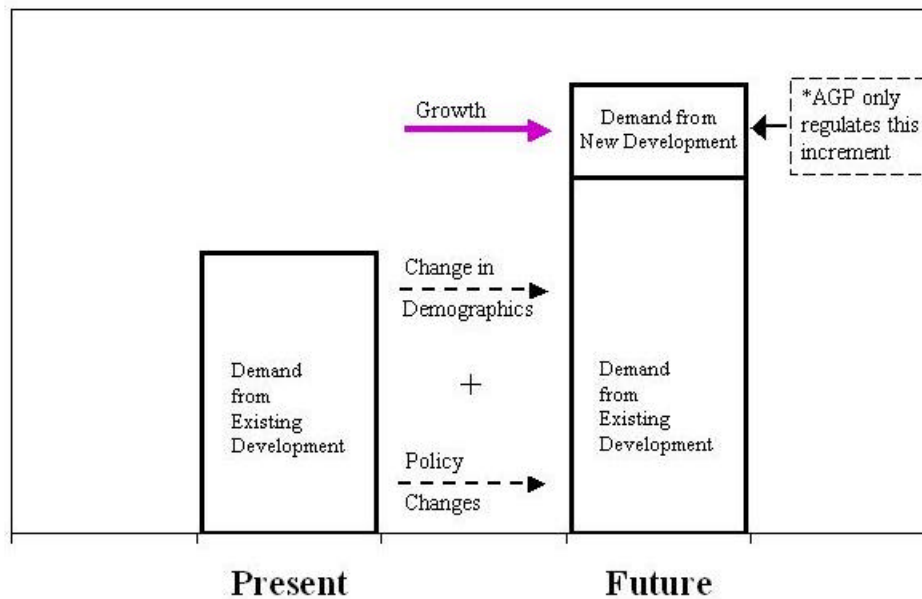 Growth
Demand from
New Development
*AGP only
regulates this
increment
Change in
Demographics
+
Policy
Changes
Demand
from
Existing
Development
Demand
from
Existing
Development
Present
Future